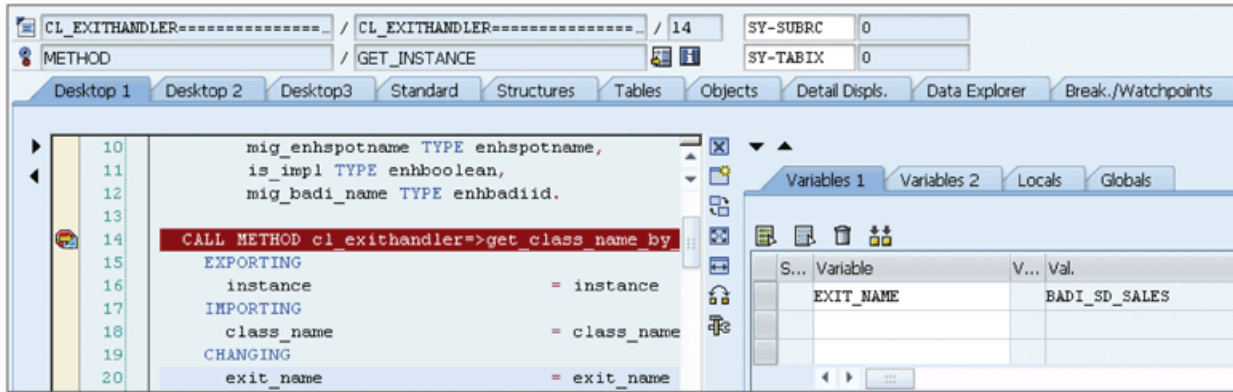 CL_EXITHANDLER================… / CL_EXITHANDLER================… / 14 SY-SUBRC 0
METHOD / GET_INSTANCE SY-TABIX 0
Desktop 1 Desktop 2 Desktop3 Standard Structures Tables Objects Detail Displs. Data Explorer Break./Watchpoints
10 mig_enhspotname TYPE enhspotname,
11 is_impl TYPE enhboolean,
12 mig_badi_name TYPE enhbadiid.
13
14 CALL METHOD cl_exithandler=>get_class_name_by_
15 EXPORTING
16 instance = instance
17 IMPORTING
18 class_name = class_name
19 CHANGING
20 exit_name = exit_name
Variables 1 Variables 2 Locals Globals
S... Variable V... Val.
EXIT_NAME BADI_SD_SALES